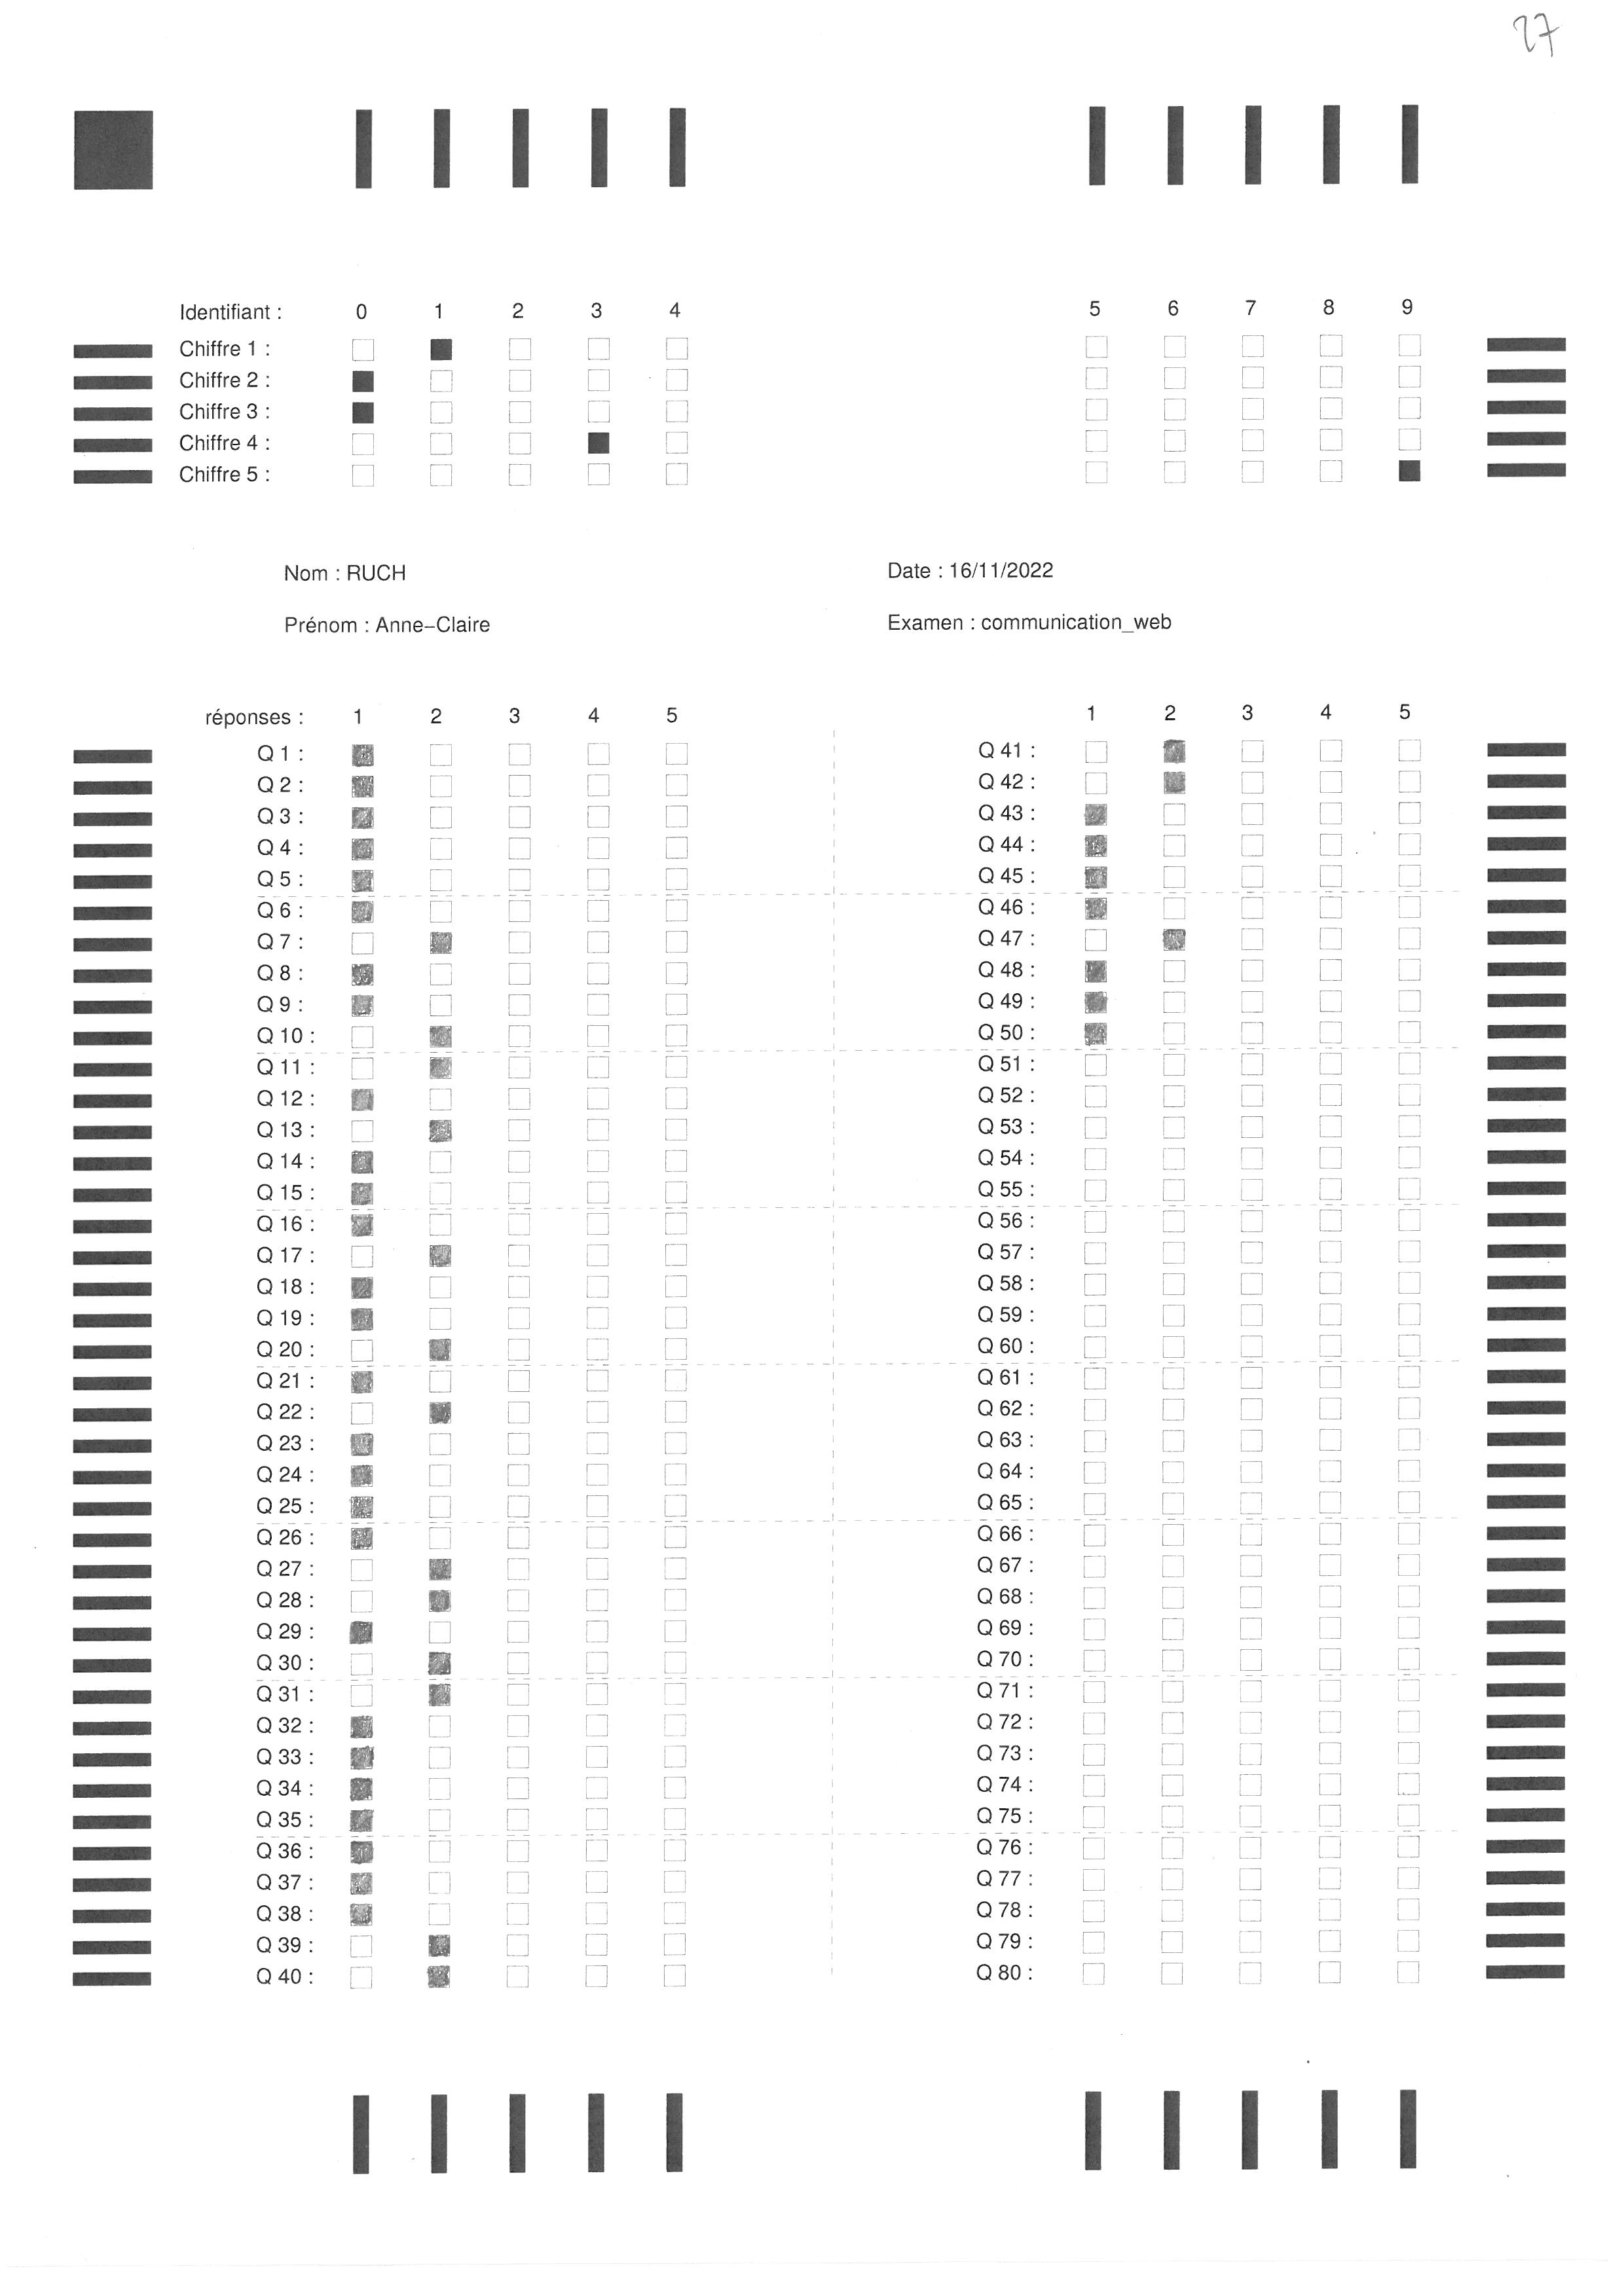 27
Identifiant : 0 1 2 3 4 5 6 7 8 9
Chiffre 1 :
Chiffre 2 :
Chiffre 3 :
Chiffre 4 :
Chiffre 5 :
Nom : RUCH
Date : 16/11/2022
Prénom : Anne-Claire
Examen : communication_web
réponses : 1 2 3 4 5
Q 1 :
Q 2 :
Q 3 :
Q 4 :
Q 5 :
Q 6 :
Q 7 :
Q 8 :
Q 9 :
Q 10 :
Q 11 :
Q 12 :
Q 13 :
Q 14 :
Q 15 :
Q 16 :
Q 17 :
Q 18 :
Q 19 :
Q 20 :
Q 21 :
Q 22 :
Q 23 :
Q 24 :
Q 25 :
Q 26 :
Q 27 :
Q 28 :
Q 29 :
Q 30 :
Q 31 :
Q 32 :
Q 33 :
Q 34 :
Q 35 :
Q 36 :
Q 37 :
Q 38 :
Q 39 :
Q 40 :
1 2 3 4 5
Q 41 :
Q 42 :
Q 43 :
Q 44 :
Q 45 :
Q 46 :
Q 47 :
Q 48 :
Q 49 :
Q 50 :
Q 51 :
Q 52 :
Q 53 :
Q 54 :
Q 55 :
Q 56 :
Q 57 :
Q 58 :
Q 59 :
Q 60 :
Q 61 :
Q 62 :
Q 63 :
Q 64 :
Q 65 :
Q 66 :
Q 67 :
Q 68 :
Q 69 :
Q 70 :
Q 71 :
Q 72 :
Q 73 :
Q 74 :
Q 75 :
Q 76 :
Q 77 :
Q 78 :
Q 79 :
Q 80 :